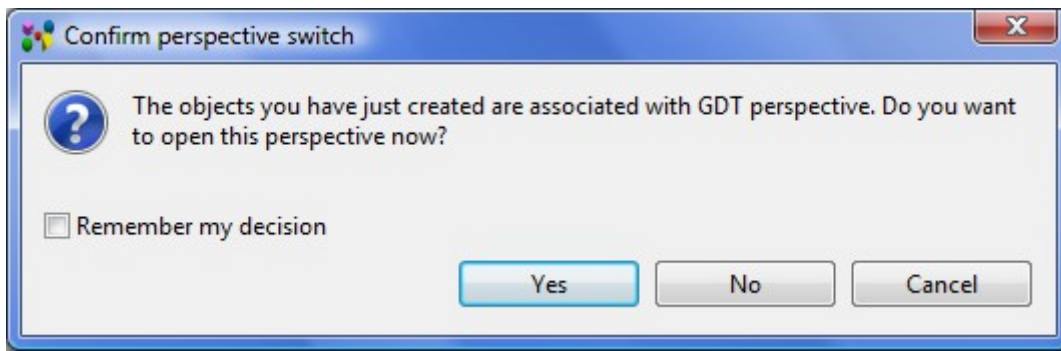 Confirm perspective switch
The objects you have just created are associated with GDT perspective. Do you want
to open this perspective now?
Remember my decision
Yes
No
Cancel